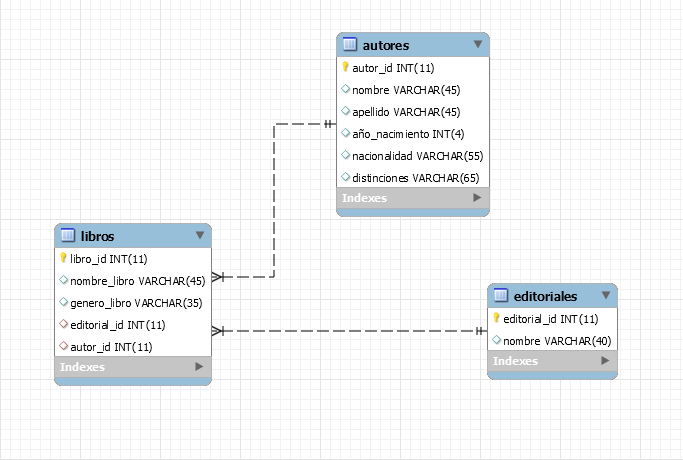 autores
autor_id INT(11)
nombre VARCHAR(45)
apellido VARCHAR(45)
año_nacimiento INT(4)
nacionalidad VARCHAR(55)
distinciones VARCHAR(65)
Indexes
libros
libro_id INT(11)
nombre_libro VARCHAR(45)
genero_libro VARCHAR(35)
editorial_id INT(11)
autor_id INT(11)
Indexes
editoriales
editorial_id INT(11)
nombre VARCHAR(40)
Indexes